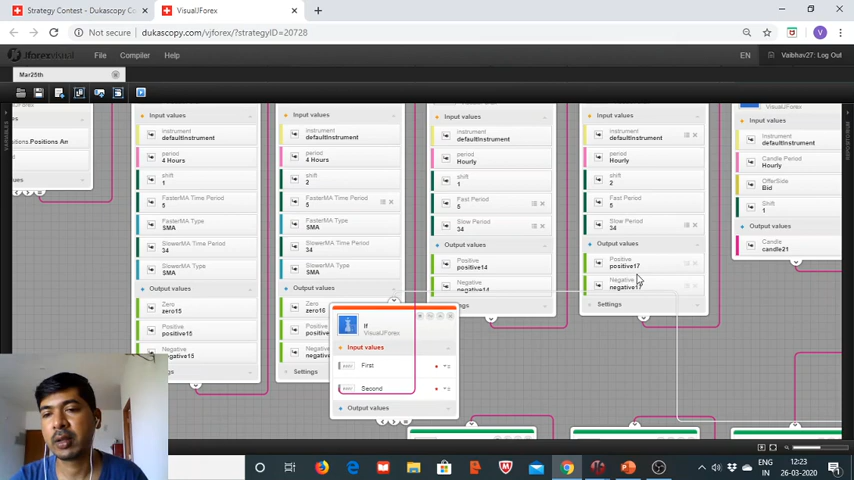 Strategy Contest - Dukascopy
VisualJForex
Not secure
dukascopy.com/vjforex/?strategyID=20728
V
Jforexvisual
File
Compiler
Help
EN
Vaibhav27: Log Out
Mar25th
VARIABLES
Positions An
Input values
instrument
defaultInstrument
period
4 Hours
shift
1
FasterMA Time Period
5
FasterMA Type
SMA
SlowerMA Time Period
34
SlowerMA Type
SMA
Output values
Zero
zero15
Positive
positive15
Negative
negative15
Settings
Input values
instrument
defaultInstrument
period
4 Hours
shift
2
FasterMA Time Period
5
FasterMA Type
SMA
SlowerMA Time Period
34
SlowerMA Type
SMA
Output values
Zero
zero16
Settings
Input values
instrument
defaultInstrument
period
Hourly
shift
1
Fast Period
5
Slow Period
34
Output values
Positive
positive14
Negative
negative14
Input values
instrument
defaultInstrument
period
Hourly
shift
2
Fast Period
5
Slow Period
34
Output values
Positive
positive17
Negative
negative17
Settings
Input values
Instrument
defaultInstrument
Candle Period
Hourly
OfferSide
Bid
Shift
1
Output values
Candle
candle21
If
VisualJForex
Input values
First
Second
Output values
ENG
IN
12:23
26-03-2020